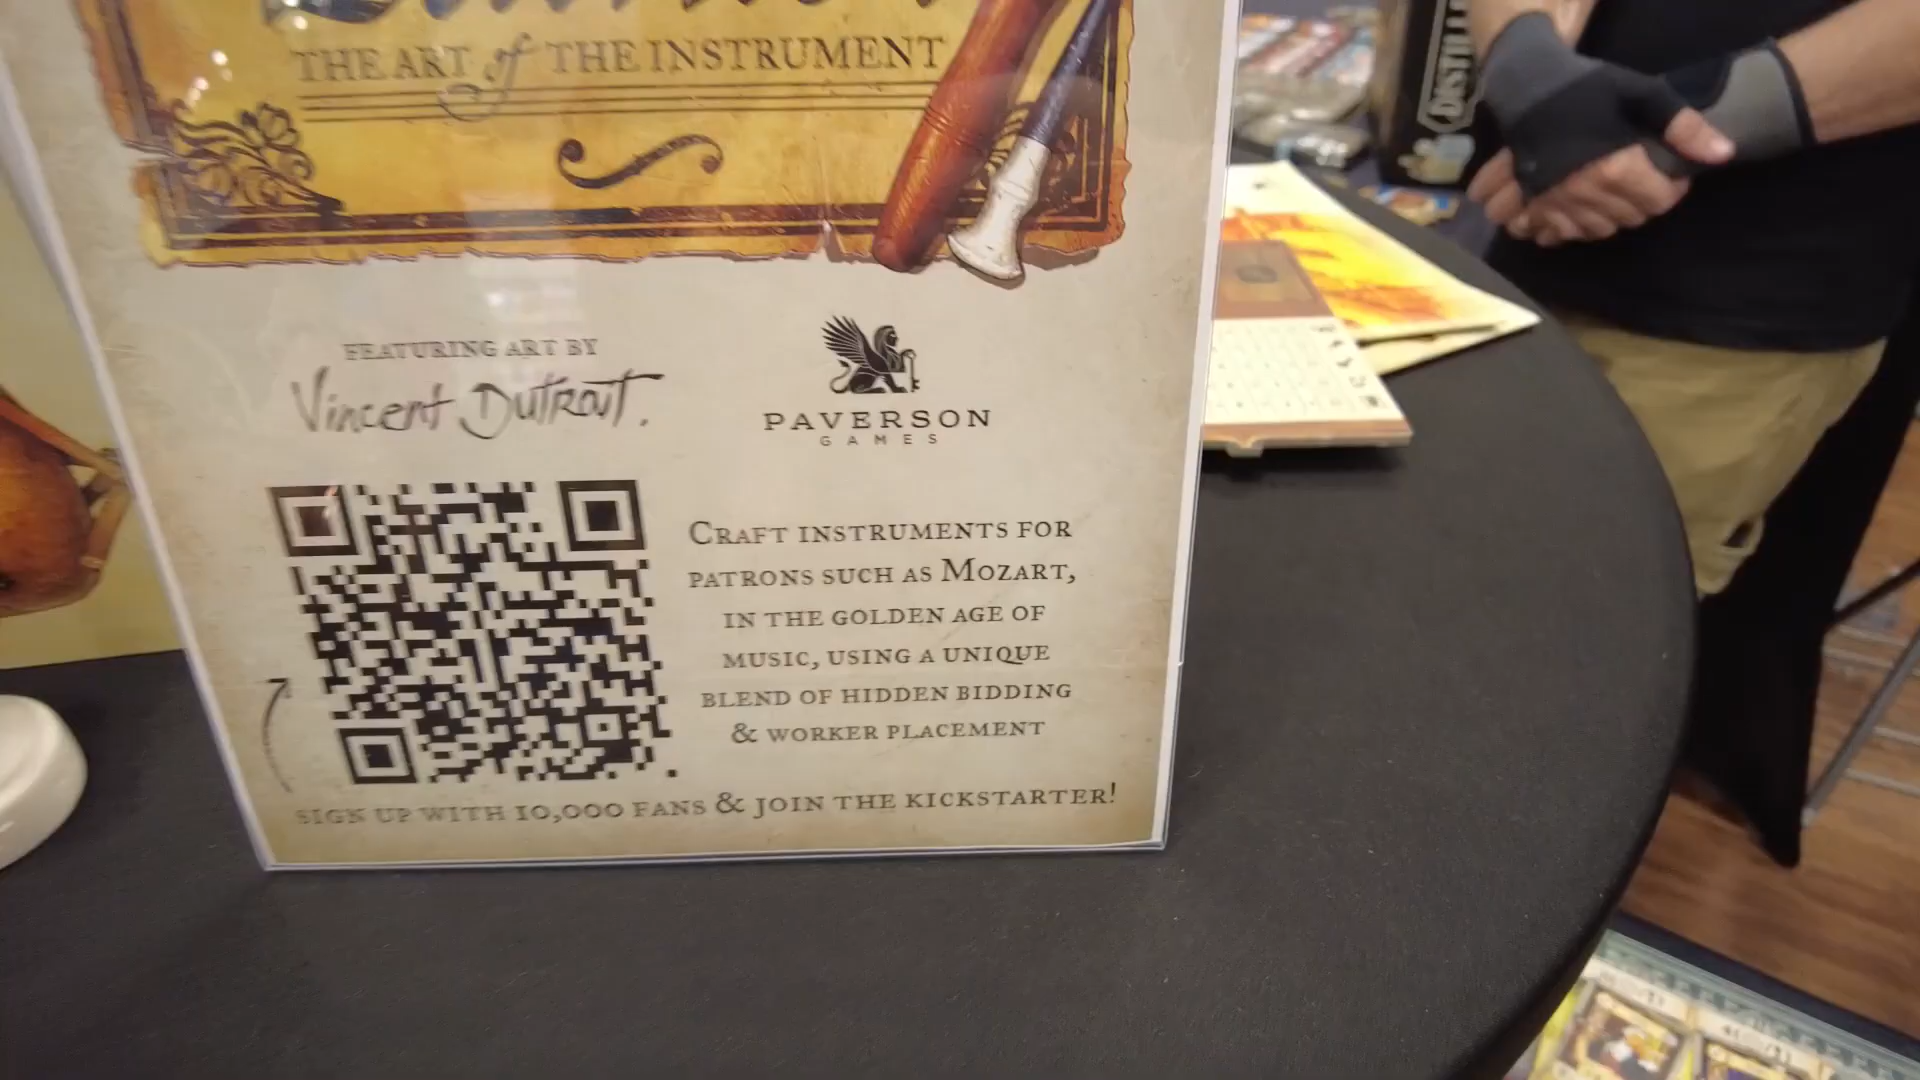 THE ART of THE INSTRUMENT
FEATURING ART BY
Vincent Dutrait.
PAVERSON
GAMES
CRAFT INSTRUMENTS FOR
PATRONS SUCH AS MOZART,
IN THE GOLDEN AGE OF
MUSIC, USING A UNIQUE
BLEND OF HIDDEN BIDDING
& WORKER PLACEMENT
SIGN UP WITH 10,000 FANS & JOIN THE KICKSTARTER!